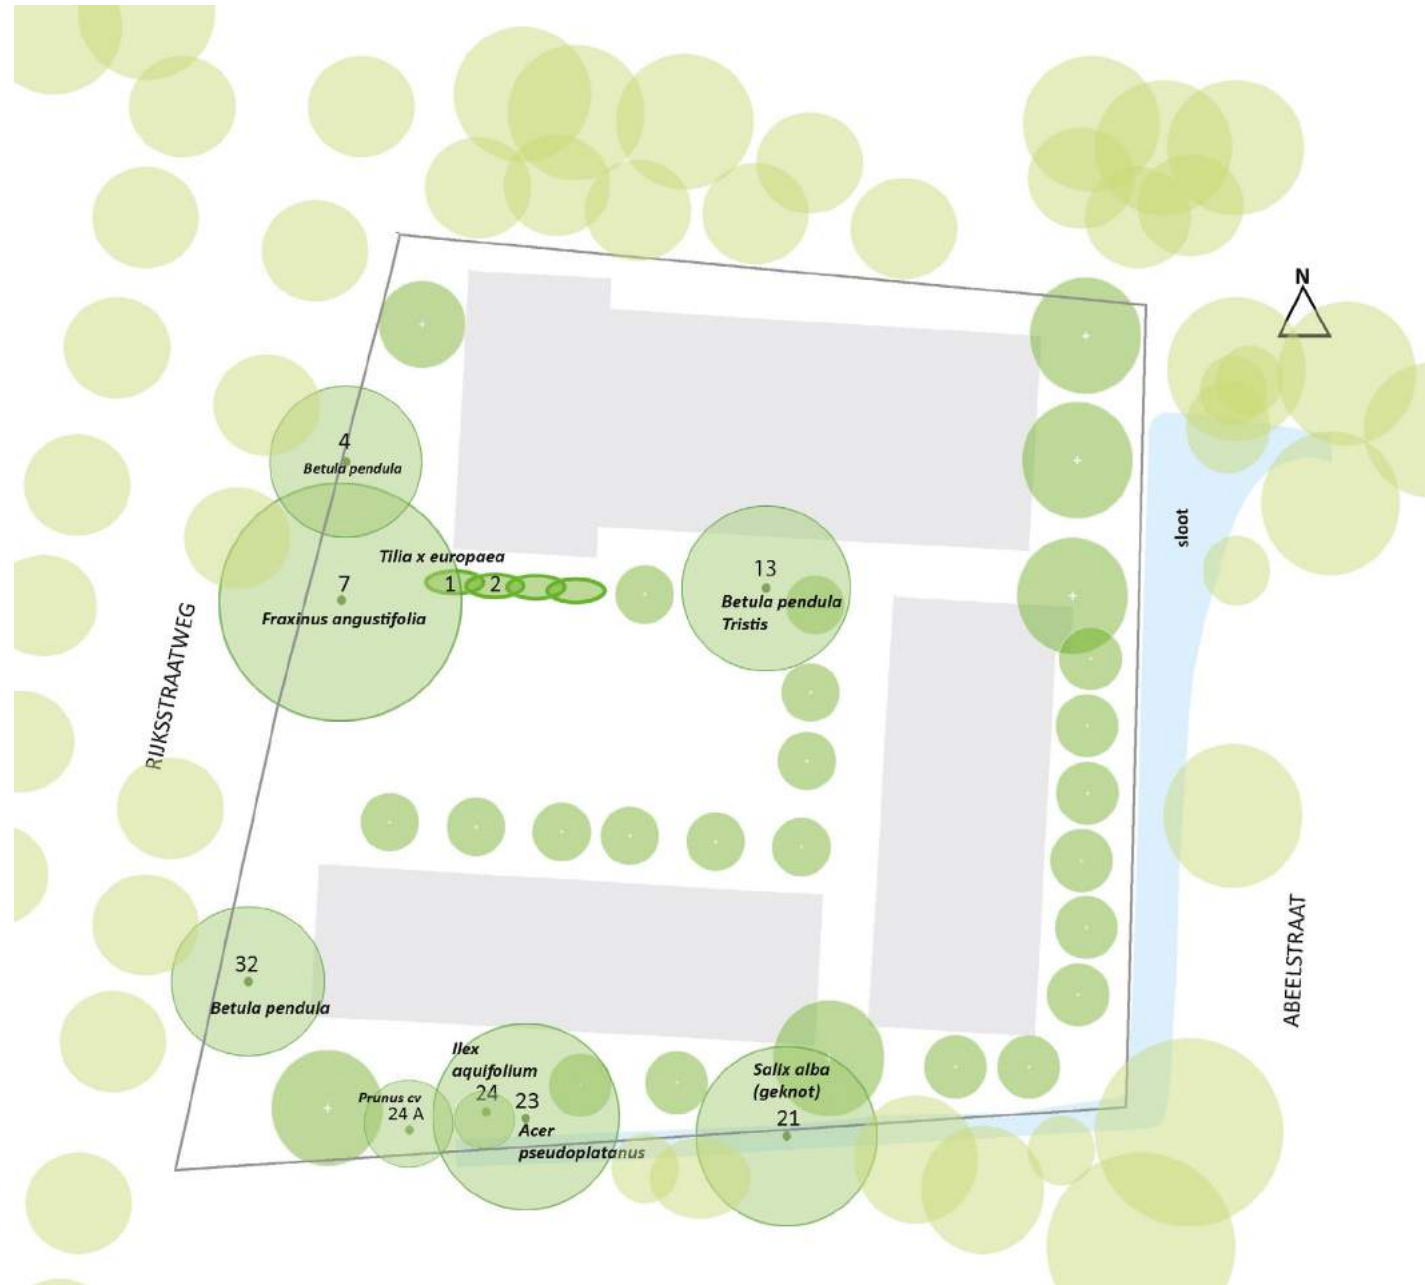 N
4
Betula pendula
sloot
Tilia x europaea
1
2
7
Fraxinus angustifolia
13
Betula pendula
Tristis
RIJKSSTRAATWEG
ABEELSTRAAT
32
Betula pendula
Ilex
aquifolium
24
Prunus cv
24 A
23
Acer
pseudoplatanus
Salix alba
(geknot)
21